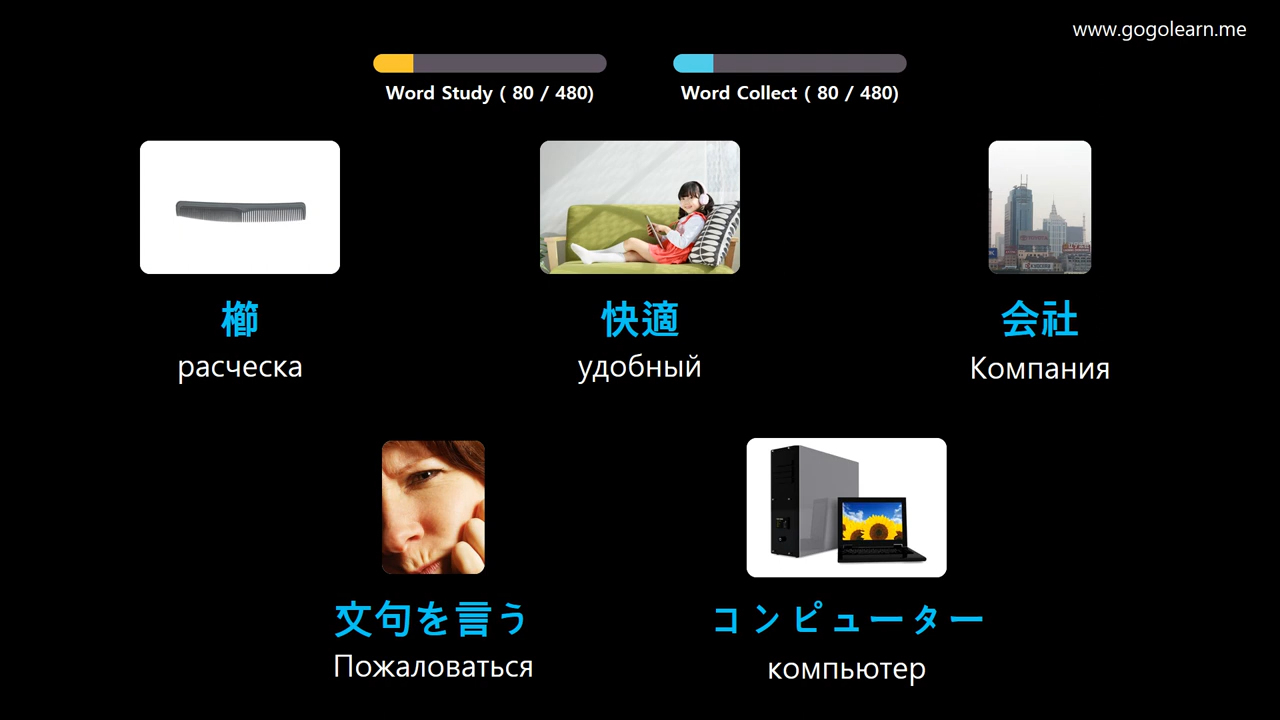 www.gogolearn.me
Word Study ( 80 / 480)
Word Collect ( 80 / 480)
櫛
расческа
快適
удобный
会社
Компания
文句を言う
Пожаловаться
コンピューター
компьютер